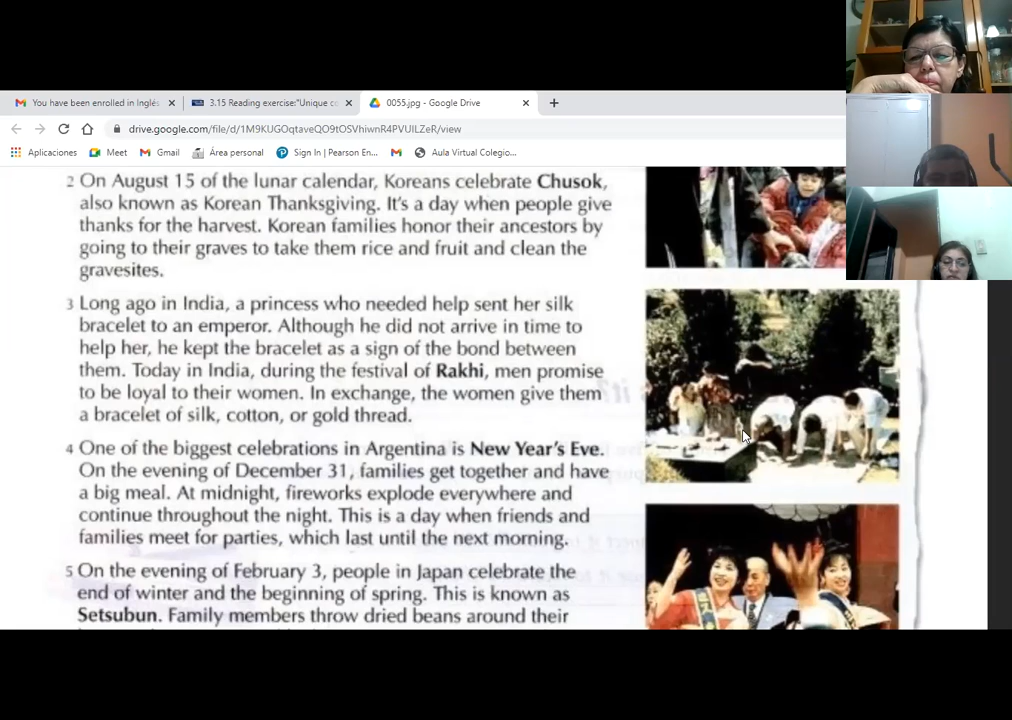 You have been enrolled in Inglés
3.15 Reading exercise:"Unique co
0055.jpg - Google Drive
drive.google.com/file/d/1M9KUGOqtaveQO9tOSVhiwnR4PVUILZeR/view
Aplicaciones
Meet
Gmail
Área personal
Sign In | Pearson En...
Aula Virtual Colegio...
2 On August 15 of the lunar calendar, Koreans celebrate Chusok,
also known as Korean Thanksgiving. It's a day when people give
thanks for the harvest. Korean families honor their ancestors by
going to their graves to take them rice and fruit and clean the
gravesites.
3 Long ago in India, a princess who needed help sent her silk
bracelet to an emperor. Although he did not arrive in time to
help her, he kept the bracelet as a sign of the bond between
them. Today in India, during the festival of Rakhi, men promise
to be loyal to their women. In exchange, the women give them
a bracelet of silk, cotton, or gold thread.
4 One of the biggest celebrations in Argentina is New Year's Eve.
On the evening of December 31, families get together and have
a big meal. At midnight, fireworks explode everywhere and
continue throughout the night. This is a day when friends and
families meet for parties, which last until the next morning.
5 On the evening of February 3, people in Japan celebrate the
end of winter and the beginning of spring. This is known as
Setsubun. Family members throw dried beans around their